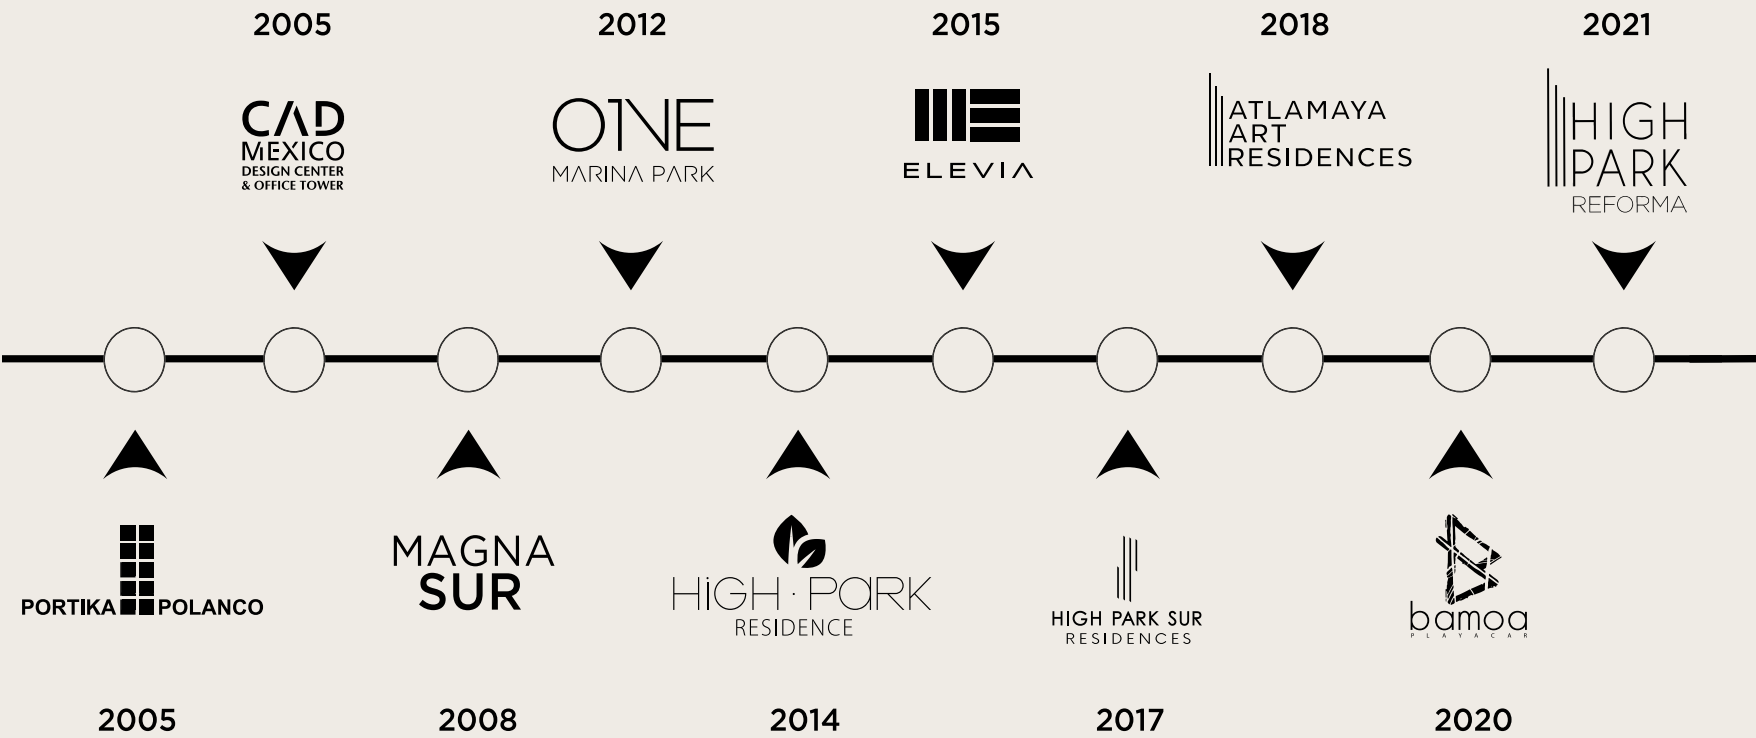 2005
2012
2015
2018
2021
CAD
MEXICO
DESIGN CENTER
& OFFICE TOWER
ONE
MARINA PARK
ELEVIA
ATLAMAYA
ART
RESIDENCES
HIGH
PARK
REFORMA
PORTIKA POLANCO
MAGNA
SUR
HiGH · PARK
RESIDENCE
HIGH PARK SUR
RESIDENCES
bamoa
PLAYACAR
2005
2008
2014
2017
2020